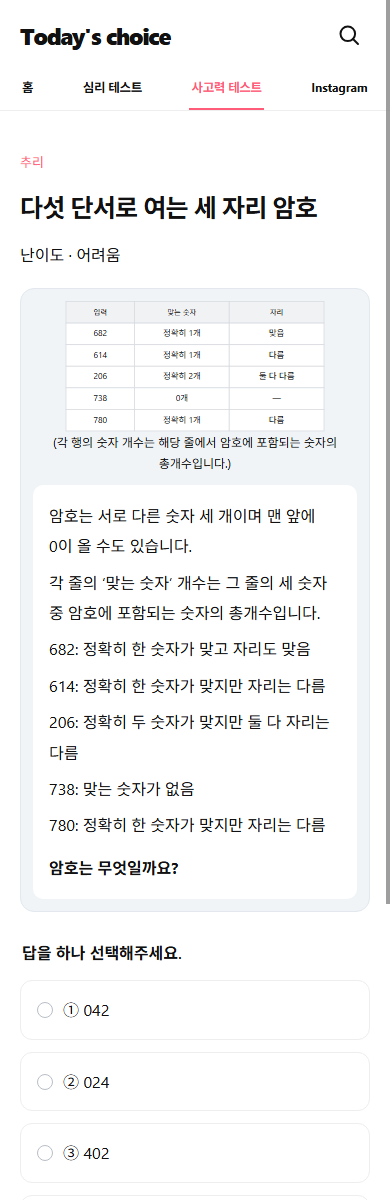 Today's choice
홈 심리 테스트 사고력 테스트 Instagram
추리
다섯 단서로 여는 세 자리 암호
난이도 · 어려움
입력 맞는 숫자 자리
682 정확히 1개 맞음
614 정확히 1개 다름
206 정확히 2개 둘 다 다름
738 0개 —
780 정확히 1개 다름
(각 행의 숫자 개수는 해당 줄에서 암호에 포함되는 숫자의
총개수입니다.)
암호는 서로 다른 숫자 세 개이며 맨 앞에
0이 올 수도 있습니다.
각 줄의 ‘맞는 숫자’ 개수는 그 줄의 세 숫자
중 암호에 포함되는 숫자의 총개수입니다.
682: 정확히 한 숫자가 맞고 자리도 맞음
614: 정확히 한 숫자가 맞지만 자리는 다름
206: 정확히 두 숫자가 맞지만 둘 다 자리는
다름
738: 맞는 숫자가 없음
780: 정확히 한 숫자가 맞지만 자리는 다름
암호는 무엇일까요?
답을 하나 선택해주세요.
① 042
② 024
③ 402